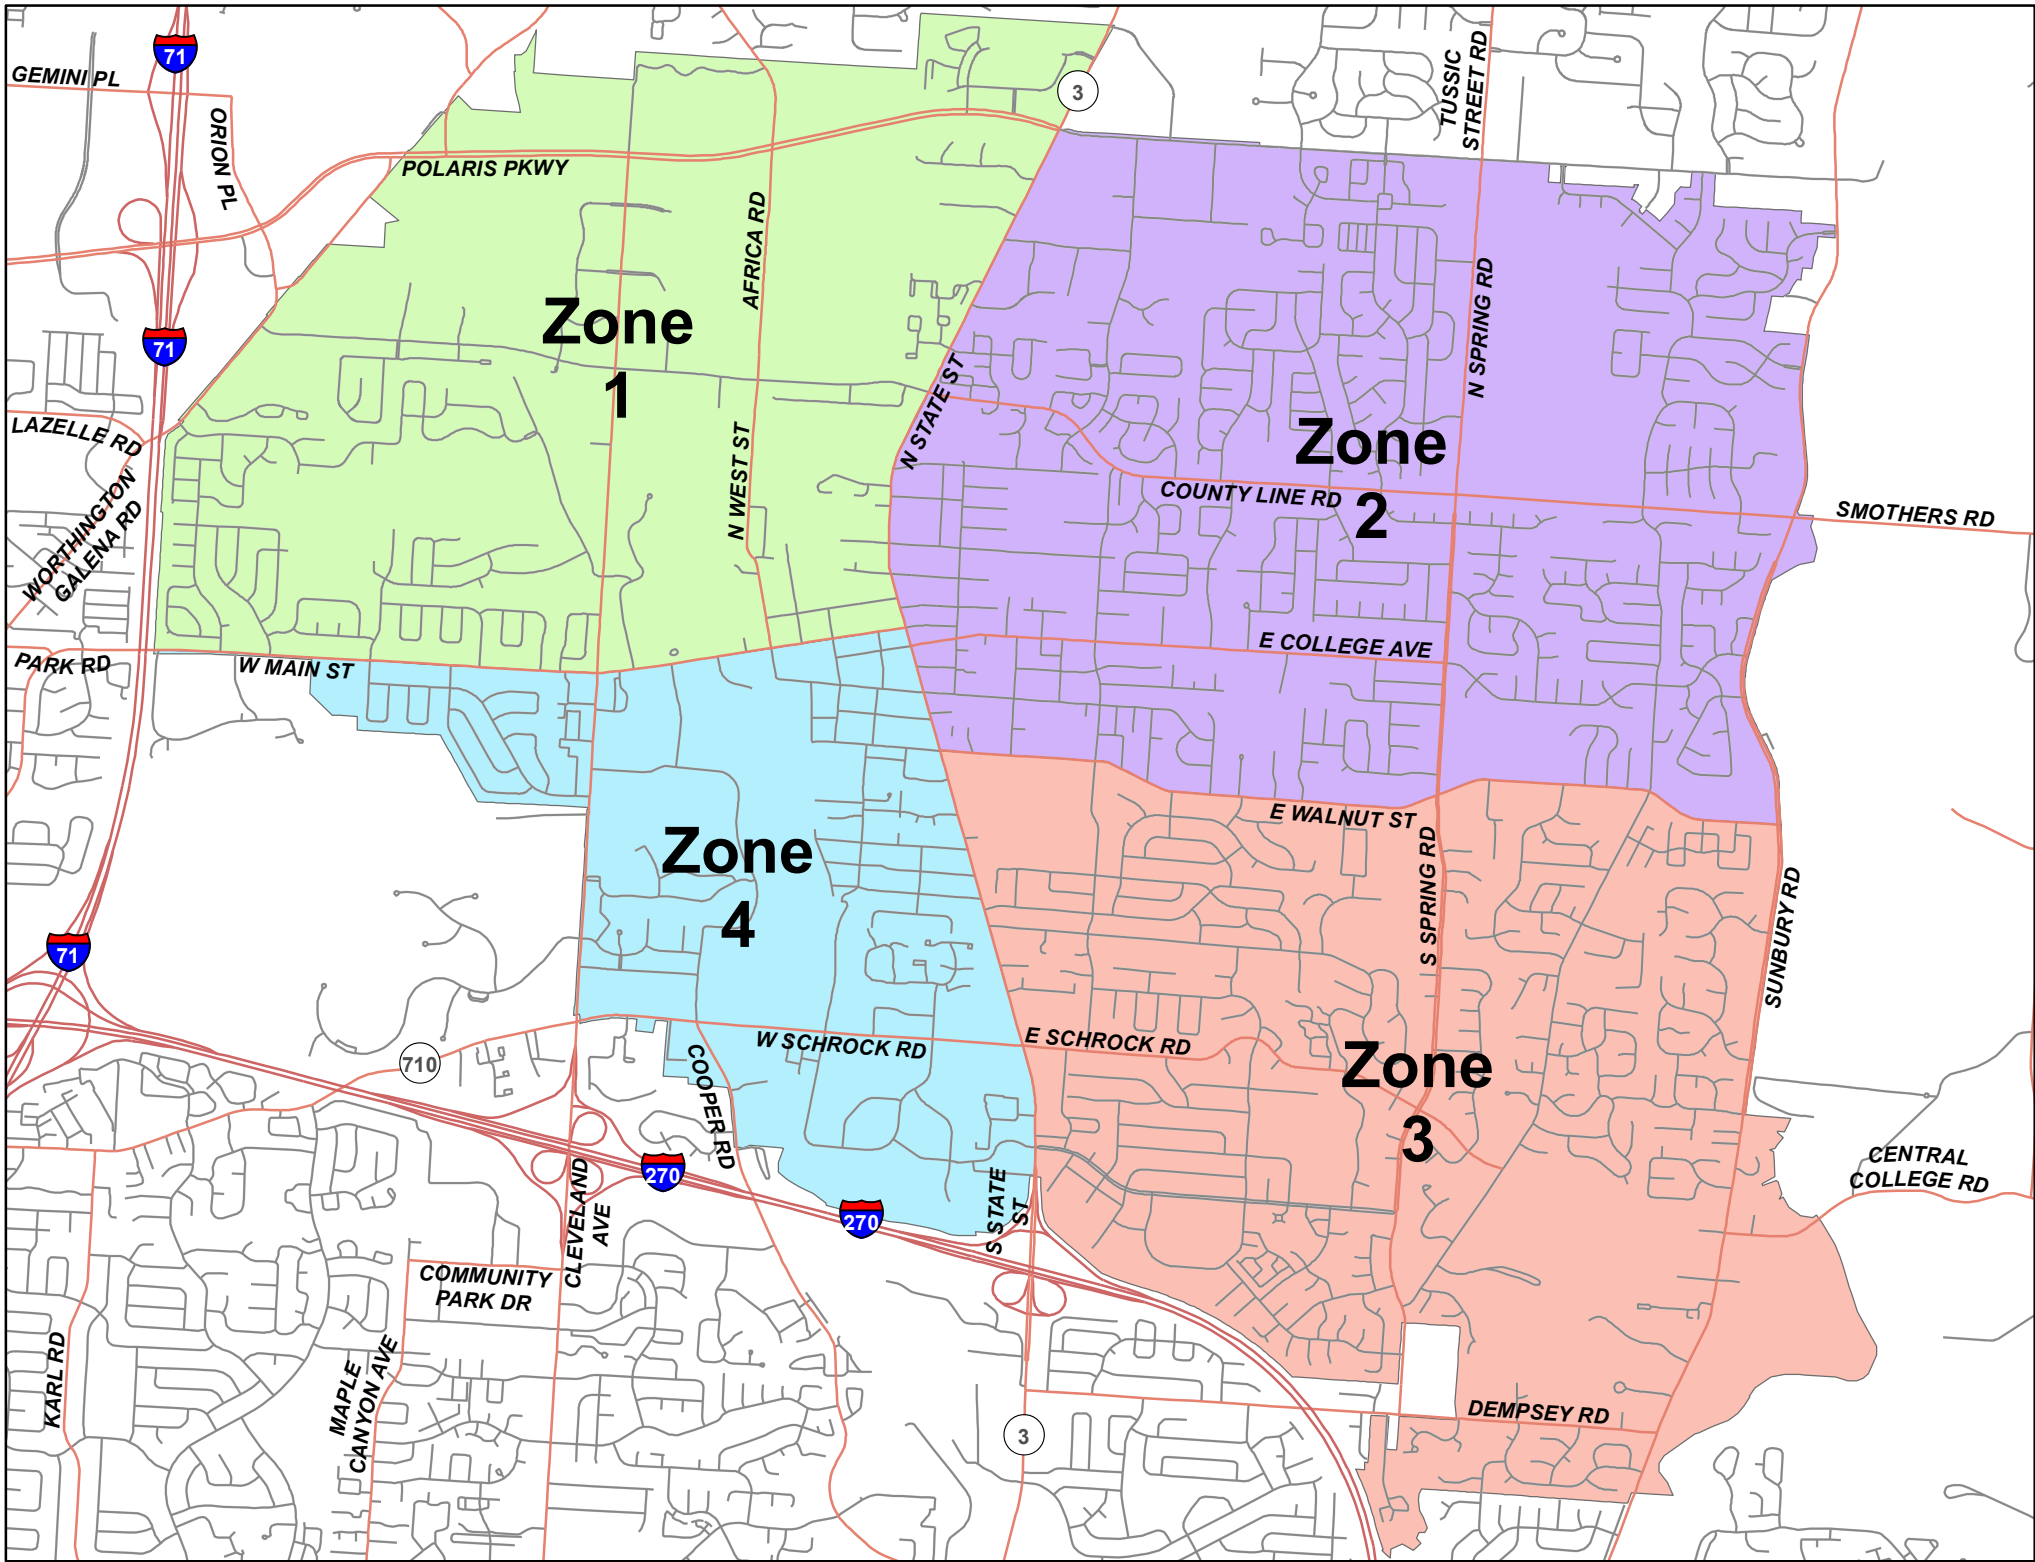 71
GEMINI PL
ORION PL
3
TUSSIC
STREET RD
POLARIS PKWY
AFRICA RD
N SPRING RD
Zone
1
71
N STATE ST
N WEST ST
LAZELLE RD
WORTHINGTON
GALENA RD
Zone
2
COUNTY LINE RD
SMOTHERS RD
PARK RD
W MAIN ST
E COLLEGE AVE
E WALNUT ST
S SPRING RD
Zone
4
SUNBURY RD
71
W SCHROCK RD
E SCHROCK RD
710
COOPER RD
Zone
3
270
270
CLEVELAND
AVE
S STATE
ST
CENTRAL
COLLEGE RD
COMMUNITY
PARK DR
KARL RD
MAPLE
CANYON AVE
3
DEMPSEY RD